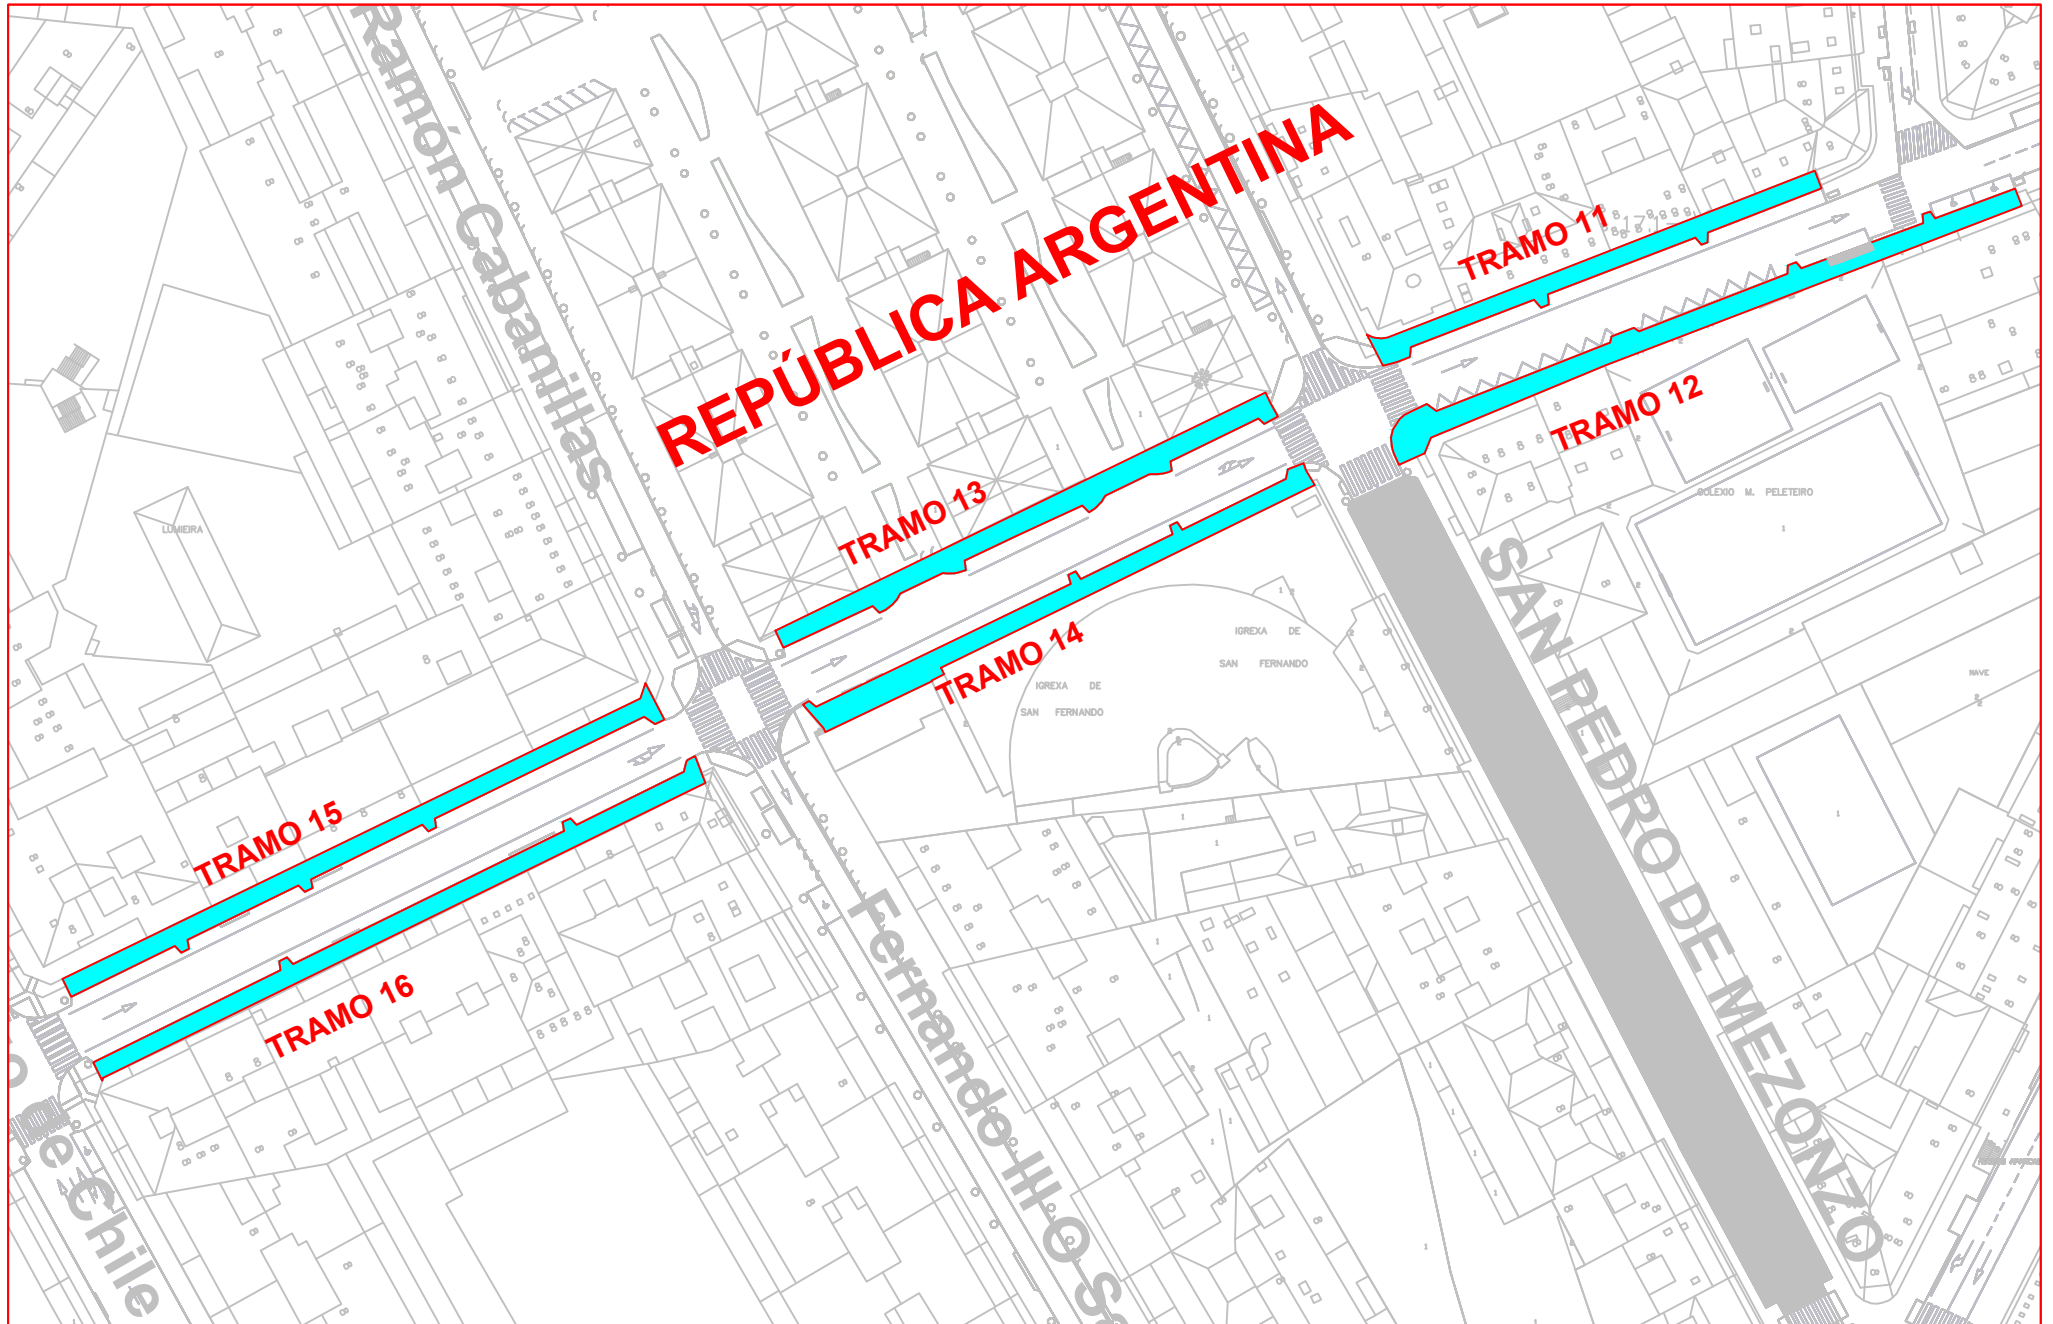 Ramón Cabanillas
REPÚBLICA ARGENTINA
TRAMO 11
TRAMO 12
TRAMO 13
TRAMO 14
TRAMO 15
TRAMO 16
SAN PEDRO DE MEZONZO
Fernando III O
de Chile
LUMIEIRA
COLEXIO M. PELETEIRO
IGREXA DE
SAN FERNANDO
IGREXA DE
SAN FERNANDO
NAVE